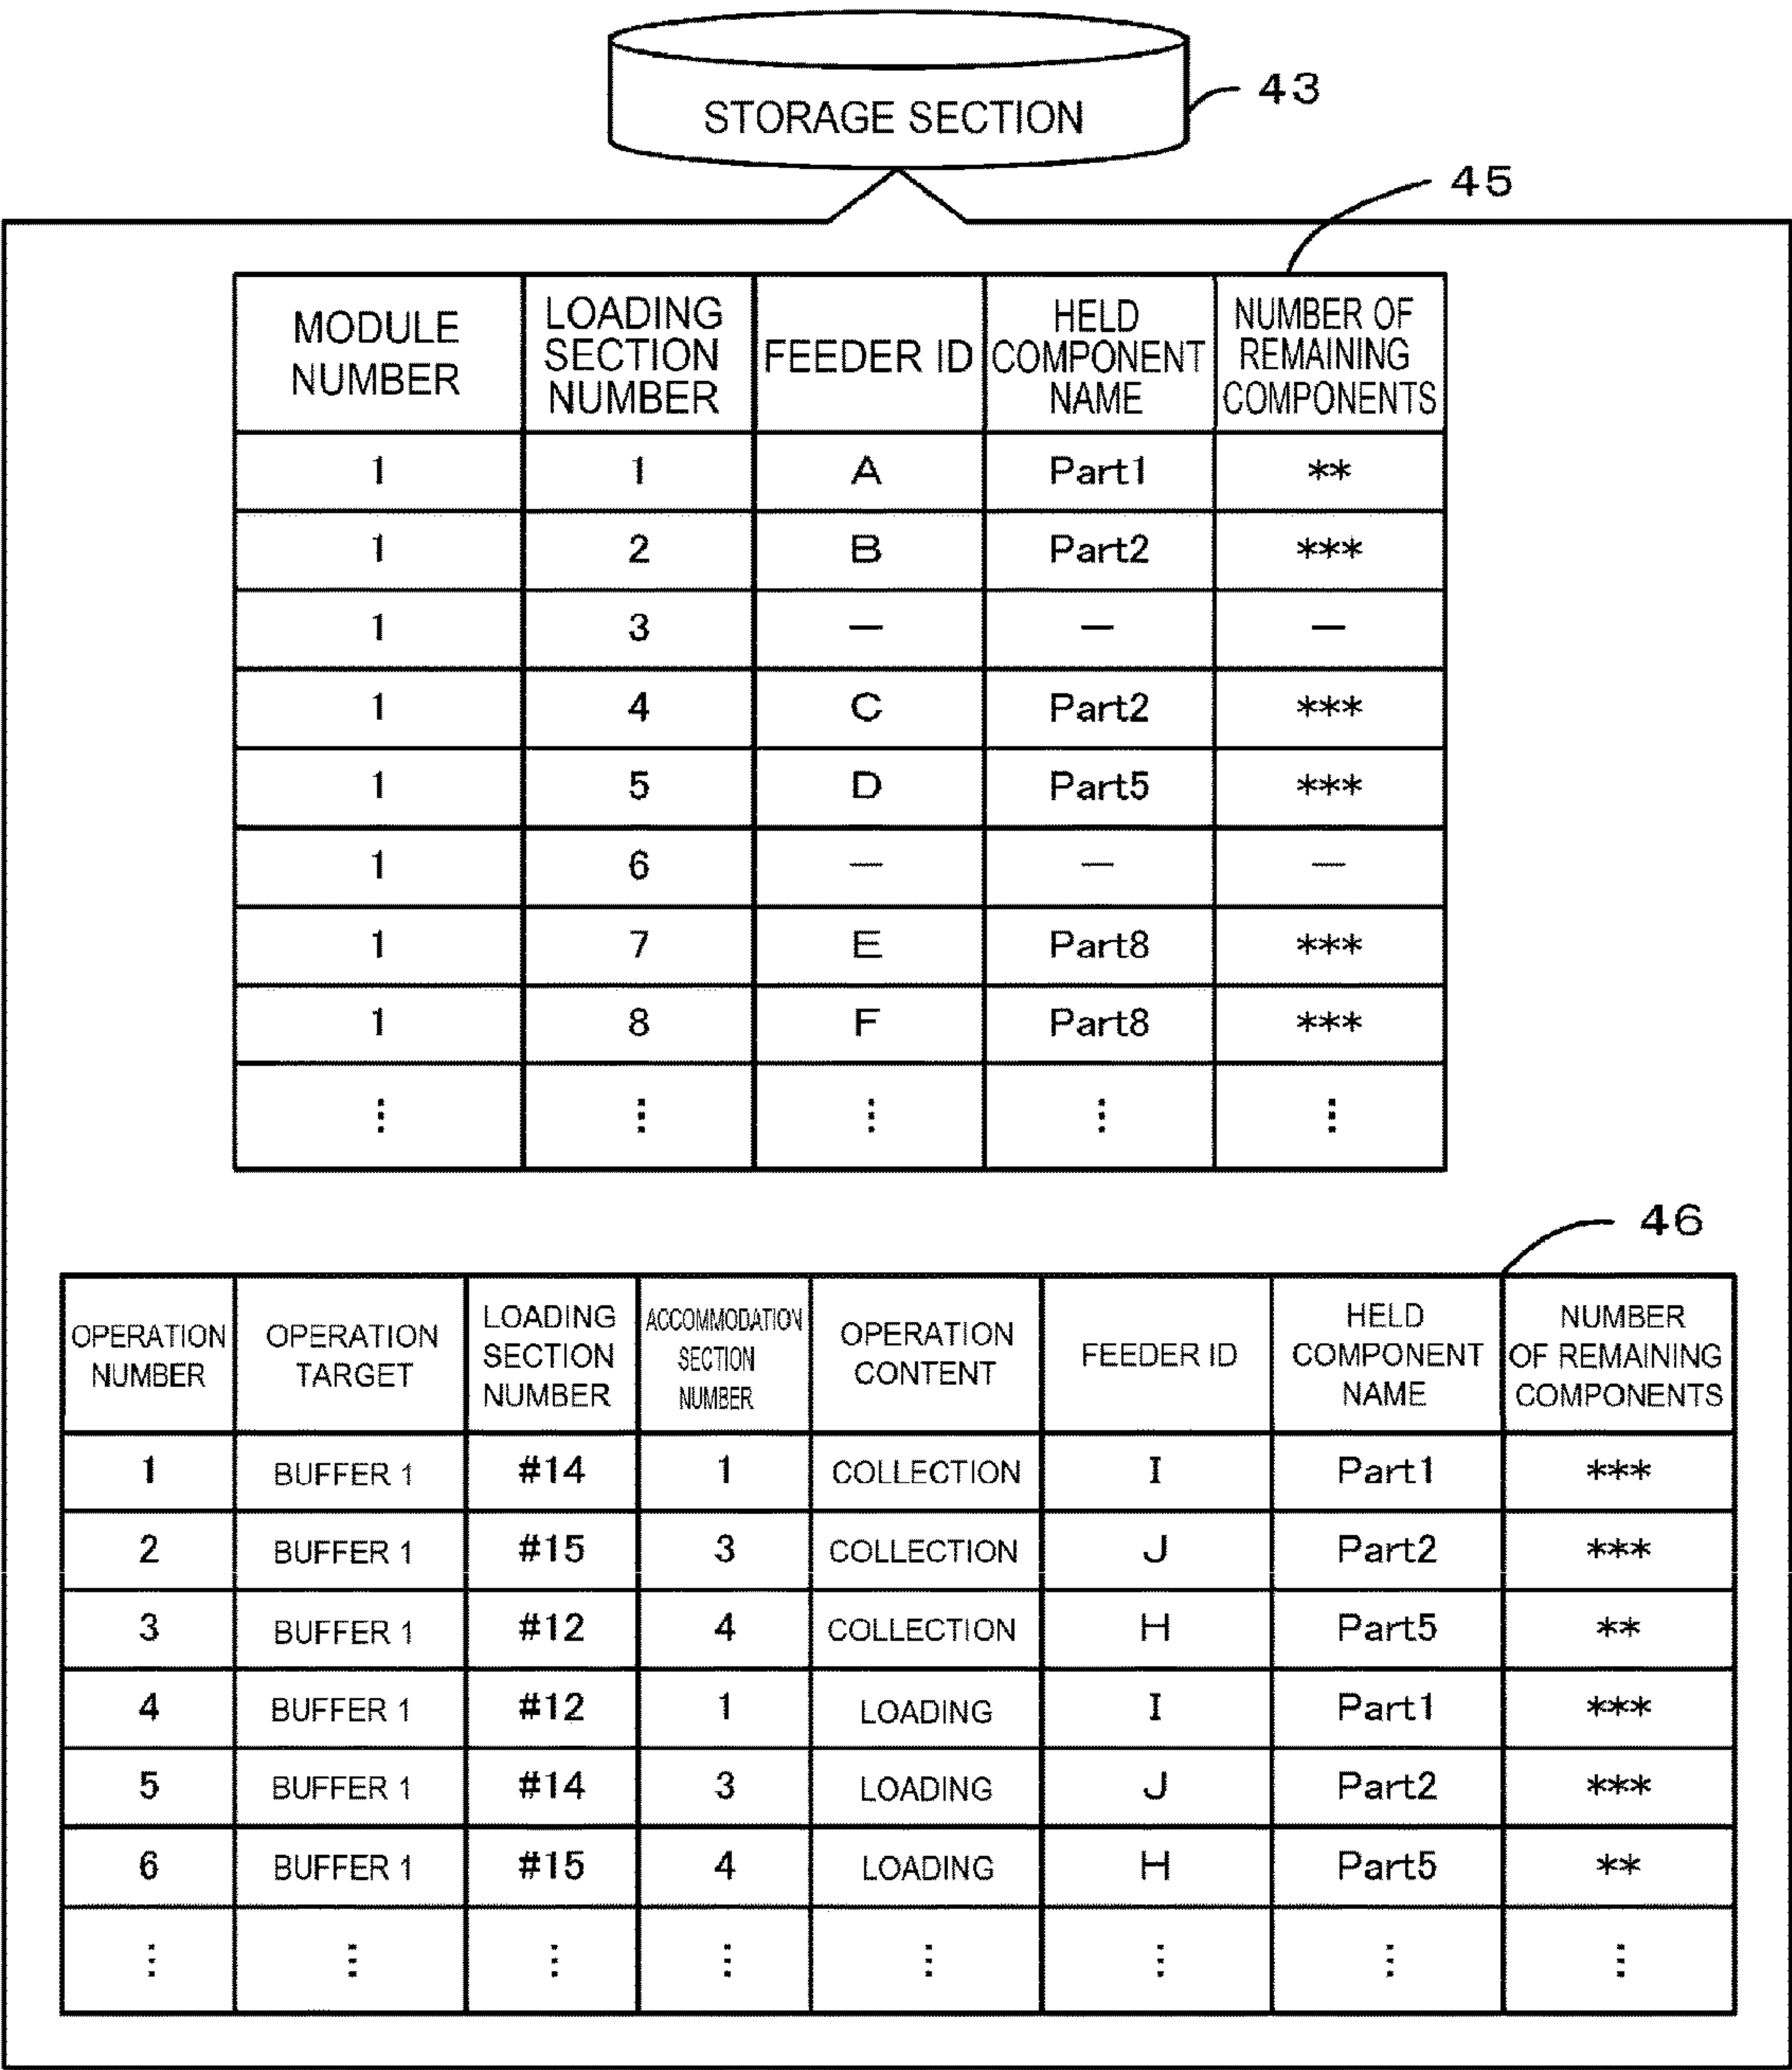 STORAGE SECTION
43
45
MODULE NUMBER | LOADING SECTION NUMBER | FEEDER ID | HELD COMPONENT NAME | NUMBER OF REMAINING COMPONENTS
1 | 1 | A | Part1 | **
1 | 2 | B | Part2 | ***
1 | 3 | — | — | —
1 | 4 | C | Part2 | ***
1 | 5 | D | Part5 | ***
1 | 6 | — | — | —
1 | 7 | E | Part8 | ***
1 | 8 | F | Part8 | ***
⋮ | ⋮ | ⋮ | ⋮ | ⋮
46
OPERATION NUMBER | OPERATION TARGET | LOADING SECTION NUMBER | ACCOMMODATION SECTION NUMBER | OPERATION CONTENT | FEEDER ID | HELD COMPONENT NAME | NUMBER OF REMAINING COMPONENTS
1 | BUFFER 1 | #14 | 1 | COLLECTION | I | Part1 | ***
2 | BUFFER 1 | #15 | 3 | COLLECTION | J | Part2 | ***
3 | BUFFER 1 | #12 | 4 | COLLECTION | H | Part5 | **
4 | BUFFER 1 | #12 | 1 | LOADING | I | Part1 | ***
5 | BUFFER 1 | #14 | 3 | LOADING | J | Part2 | ***
6 | BUFFER 1 | #15 | 4 | LOADING | H | Part5 | **
⋮ | ⋮ | ⋮ | ⋮ | ⋮ | ⋮ | ⋮ | ⋮